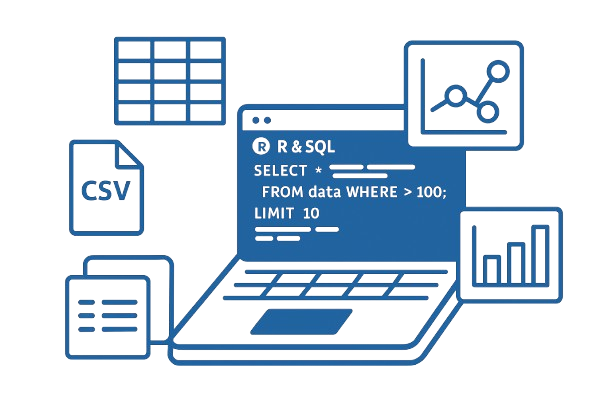 CSV
R R & SQL
SELECT *
FROM data WHERE > 100;
LIMIT 10